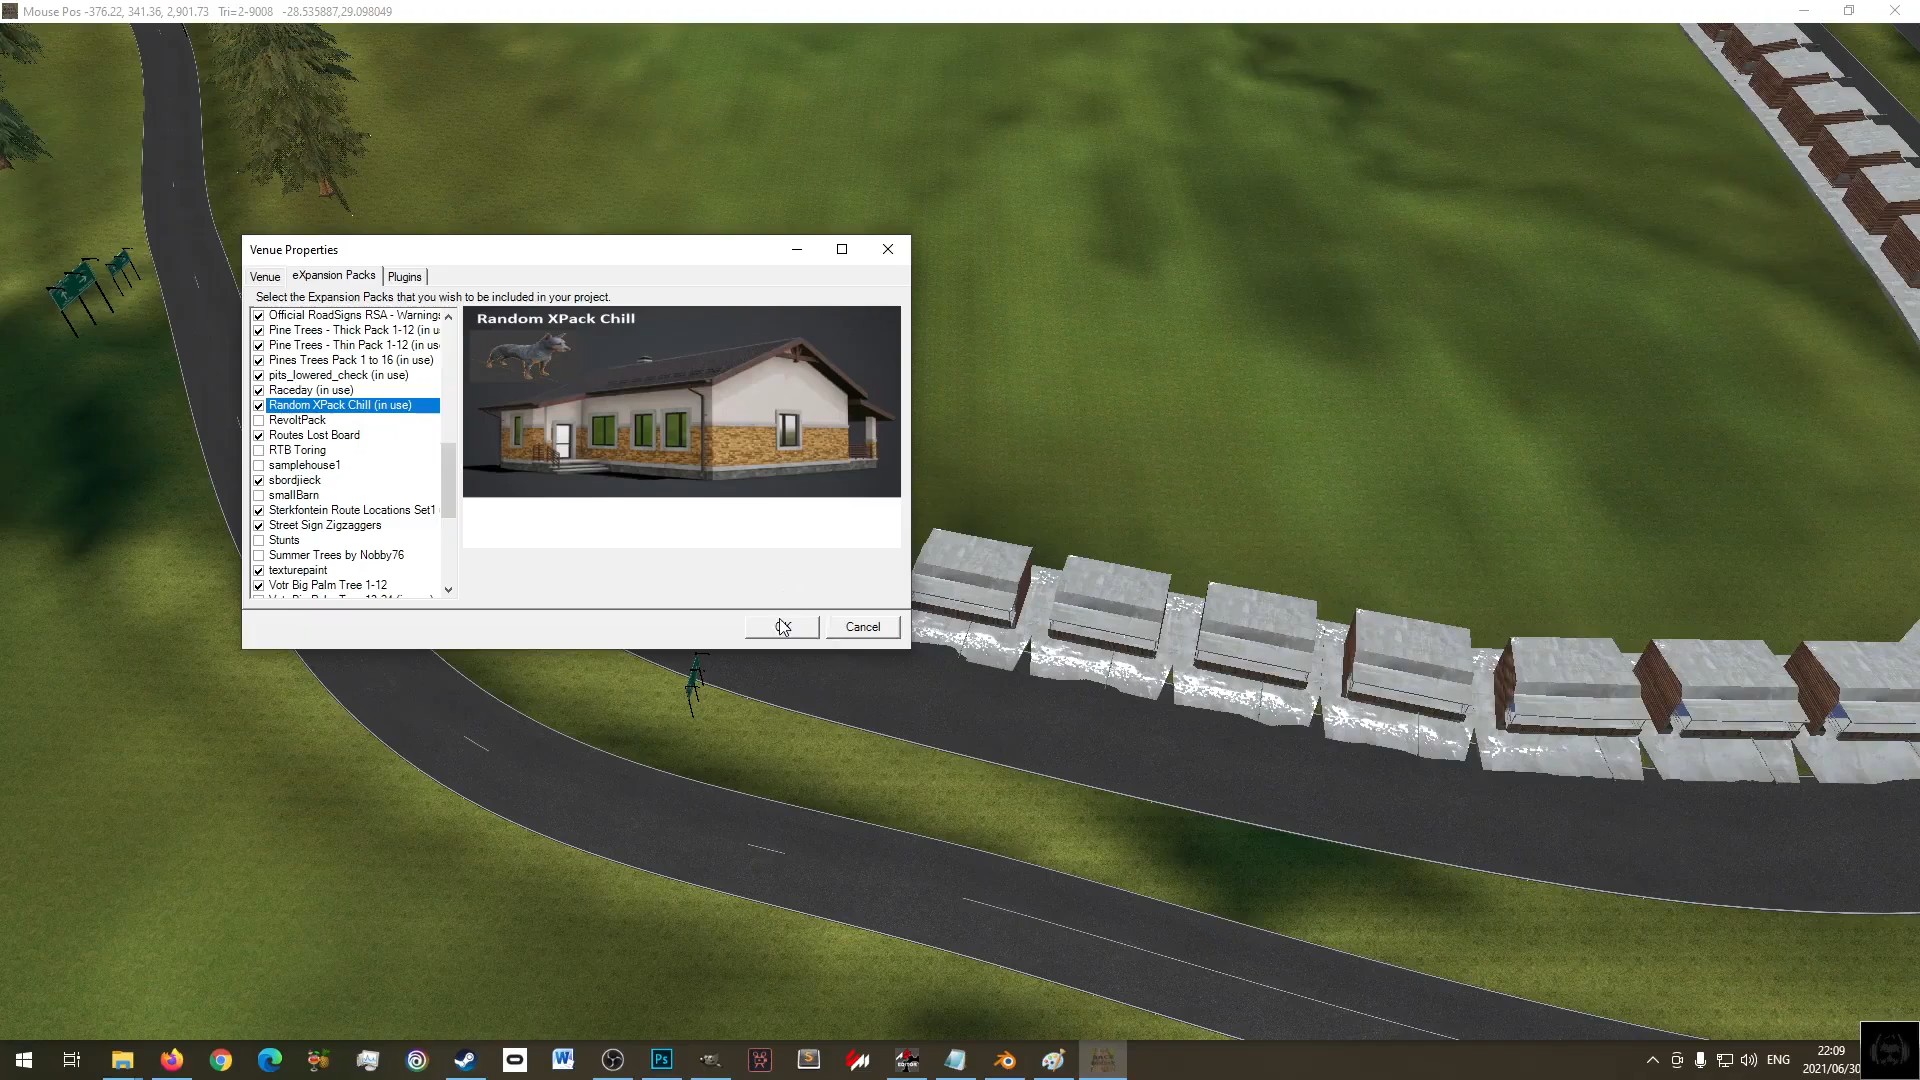 Mouse Pos -376.22, 341.36, 2,901.73 Tri=2-9008 -28.535887,29.098049
Venue Properties
Venue eXpansion Packs Plugins
Select the Expansion Packs that you wish to be included in your project.
Official RoadSigns RSA - Warnings
Pine Trees - Thick Pack 1-12 (in u
Pine Trees - Thin Pack 1-12 (in us
Pines Trees Pack 1 to 16 (in use)
pits_lowered_check (in use)
Raceday (in use)
Random XPack Chill (in use)
RevoltPack
Routes Lost Board
RTB Toring
samplehouse1
sbordjieck
smallBarn
Sterkfontein Route Locations Set1
Street Sign Zigzaggers
Stunts
Summer Trees by Nobby76
texturepaint
Votr Big Palm Tree 1-12
Random XPack Chill
Cancel
ENG
22:09
2021/06/30
W
Ps
S
EDITOR